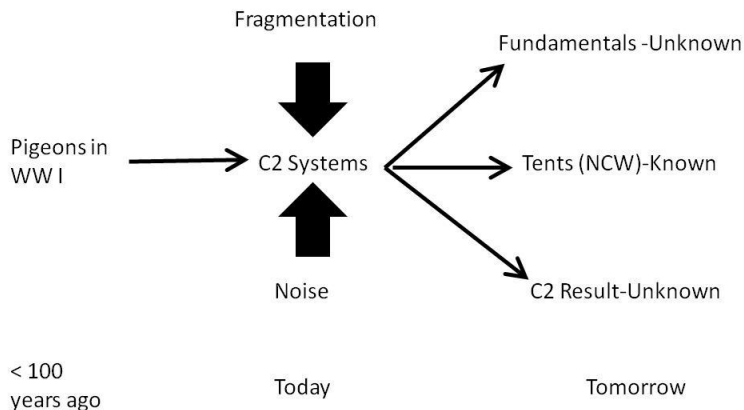 Fragmentation
Fundamentals -Unknown
Pigeons in
WW I
C2 Systems
Tents (NCW)-Known
Noise
C2 Result-Unknown
< 100
years ago
Today
Tomorrow